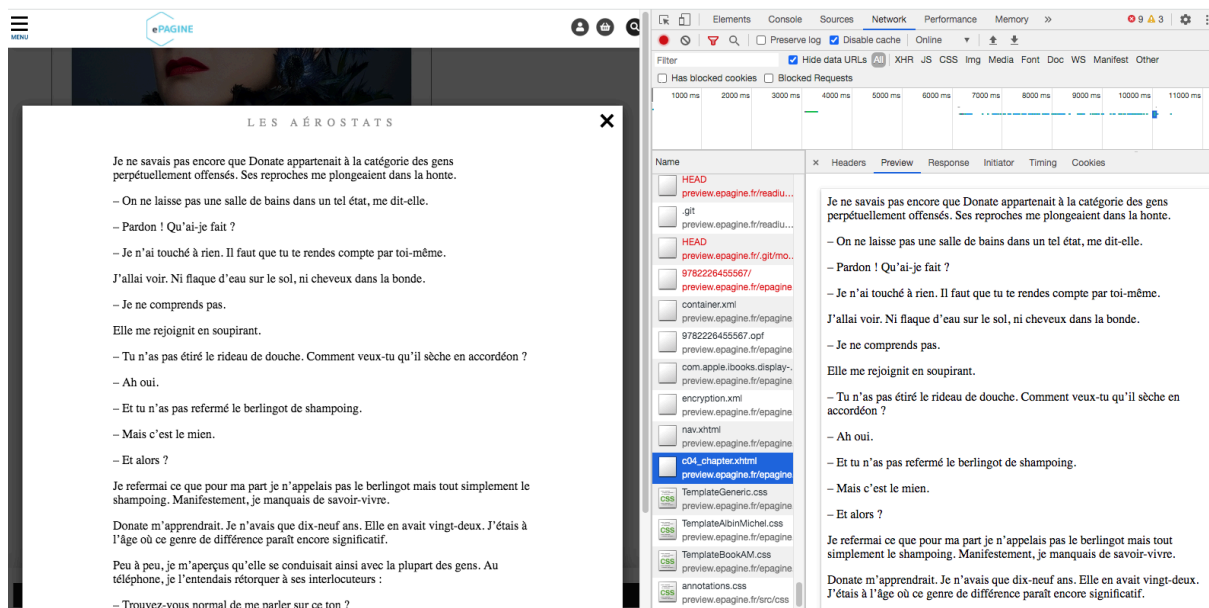 MENU
ePAGINE
LES AÉROSTATS
Je ne savais pas encore que Donate appartenait à la catégorie des gens
perpétuellement offensés. Ses reproches me plongeaient dans la honte.
– On ne laisse pas une salle de bains dans un tel état, me dit-elle.
– Pardon ! Qu'ai-je fait ?
– Je n'ai touché à rien. Il faut que tu te rendes compte par toi-même.
J'allai voir. Ni flaque d'eau sur le sol, ni cheveux dans la bonde.
– Je ne comprends pas.
Elle me rejoignit en soupirant.
– Tu n'as pas étiré le rideau de douche. Comment veux-tu qu'il sèche en accordéon ?
– Ah oui.
– Et tu n'as pas refermé le berlingot de shampoing.
– Mais c'est le mien.
– Et alors ?
Je refermai ce que pour ma part je n'appelais pas le berlingot mais tout simplement le
shampoing. Manifestement, je manquais de savoir-vivre.
Donate m'apprendrait. Je n'avais que dix-neuf ans. Elle en avait vingt-deux. J'étais à
l'âge où ce genre de différence paraît encore significatif.
Peu à peu, je m'aperçus qu'elle se conduisait ainsi avec la plupart des gens. Au
téléphone, je l'entendais rétorquer à ses interlocuteurs :
– Trouvez-vous normal de me parler sur ce ton ?
Elements Console Sources Network Performance Memory » 9 3
Preserve log Disable cache Online
Filter Hide data URLs All XHR JS CSS Img Media Font Doc WS Manifest Other
Has blocked cookies Blocked Requests
1000 ms 2000 ms 3000 ms 4000 ms 5000 ms 6000 ms 7000 ms 8000 ms 9000 ms 10000 ms 11000 ms
Name
HEAD
preview.epagine.fr/readiu...
.git
preview.epagine.fr/readiu...
HEAD
preview.epagine.fr/.git/mo..
9782226455567/
preview.epagine.fr/epagine
container.xml
preview.epagine.fr/epagine
9782226455567.opf
preview.epagine.fr/epagine
com.apple.ibooks.display-.
preview.epagine.fr/epagine
encryption.xml
preview.epagine.fr/epagine
nav.xhtml
preview.epagine.fr/epagine
c04_chapter.xhtml
preview.epagine.fr/epagine
CSS
TemplateGeneric.css
preview.epagine.fr/epagine
CSS
TemplateAlbinMichel.css
preview.epagine.fr/epagine
CSS
TemplateBookAM.css
preview.epagine.fr/epagine
CSS
annotations.css
preview.epagine.fr/src/css
× Headers Preview Response Initiator Timing Cookies
Je ne savais pas encore que Donate appartenait à la catégorie des gens
perpétuellement offensés. Ses reproches me plongeaient dans la honte.
– On ne laisse pas une salle de bains dans un tel état, me dit-elle.
– Pardon ! Qu'ai-je fait ?
– Je n'ai touché à rien. Il faut que tu te rendes compte par toi-même.
J'allai voir. Ni flaque d'eau sur le sol, ni cheveux dans la bonde.
– Je ne comprends pas.
Elle me rejoignit en soupirant.
– Tu n'as pas étiré le rideau de douche. Comment veux-tu qu'il sèche en
accordéon ?
– Ah oui.
– Et tu n'as pas refermé le berlingot de shampoing.
– Mais c'est le mien.
– Et alors ?
Je refermai ce que pour ma part je n'appelais pas le berlingot mais tout
simplement le shampoing. Manifestement, je manquais de savoir-vivre.
Donate m'apprendrait. Je n'avais que dix-neuf ans. Elle en avait vingt-deux.
J'étais à l'âge où ce genre de différence paraît encore significatif.